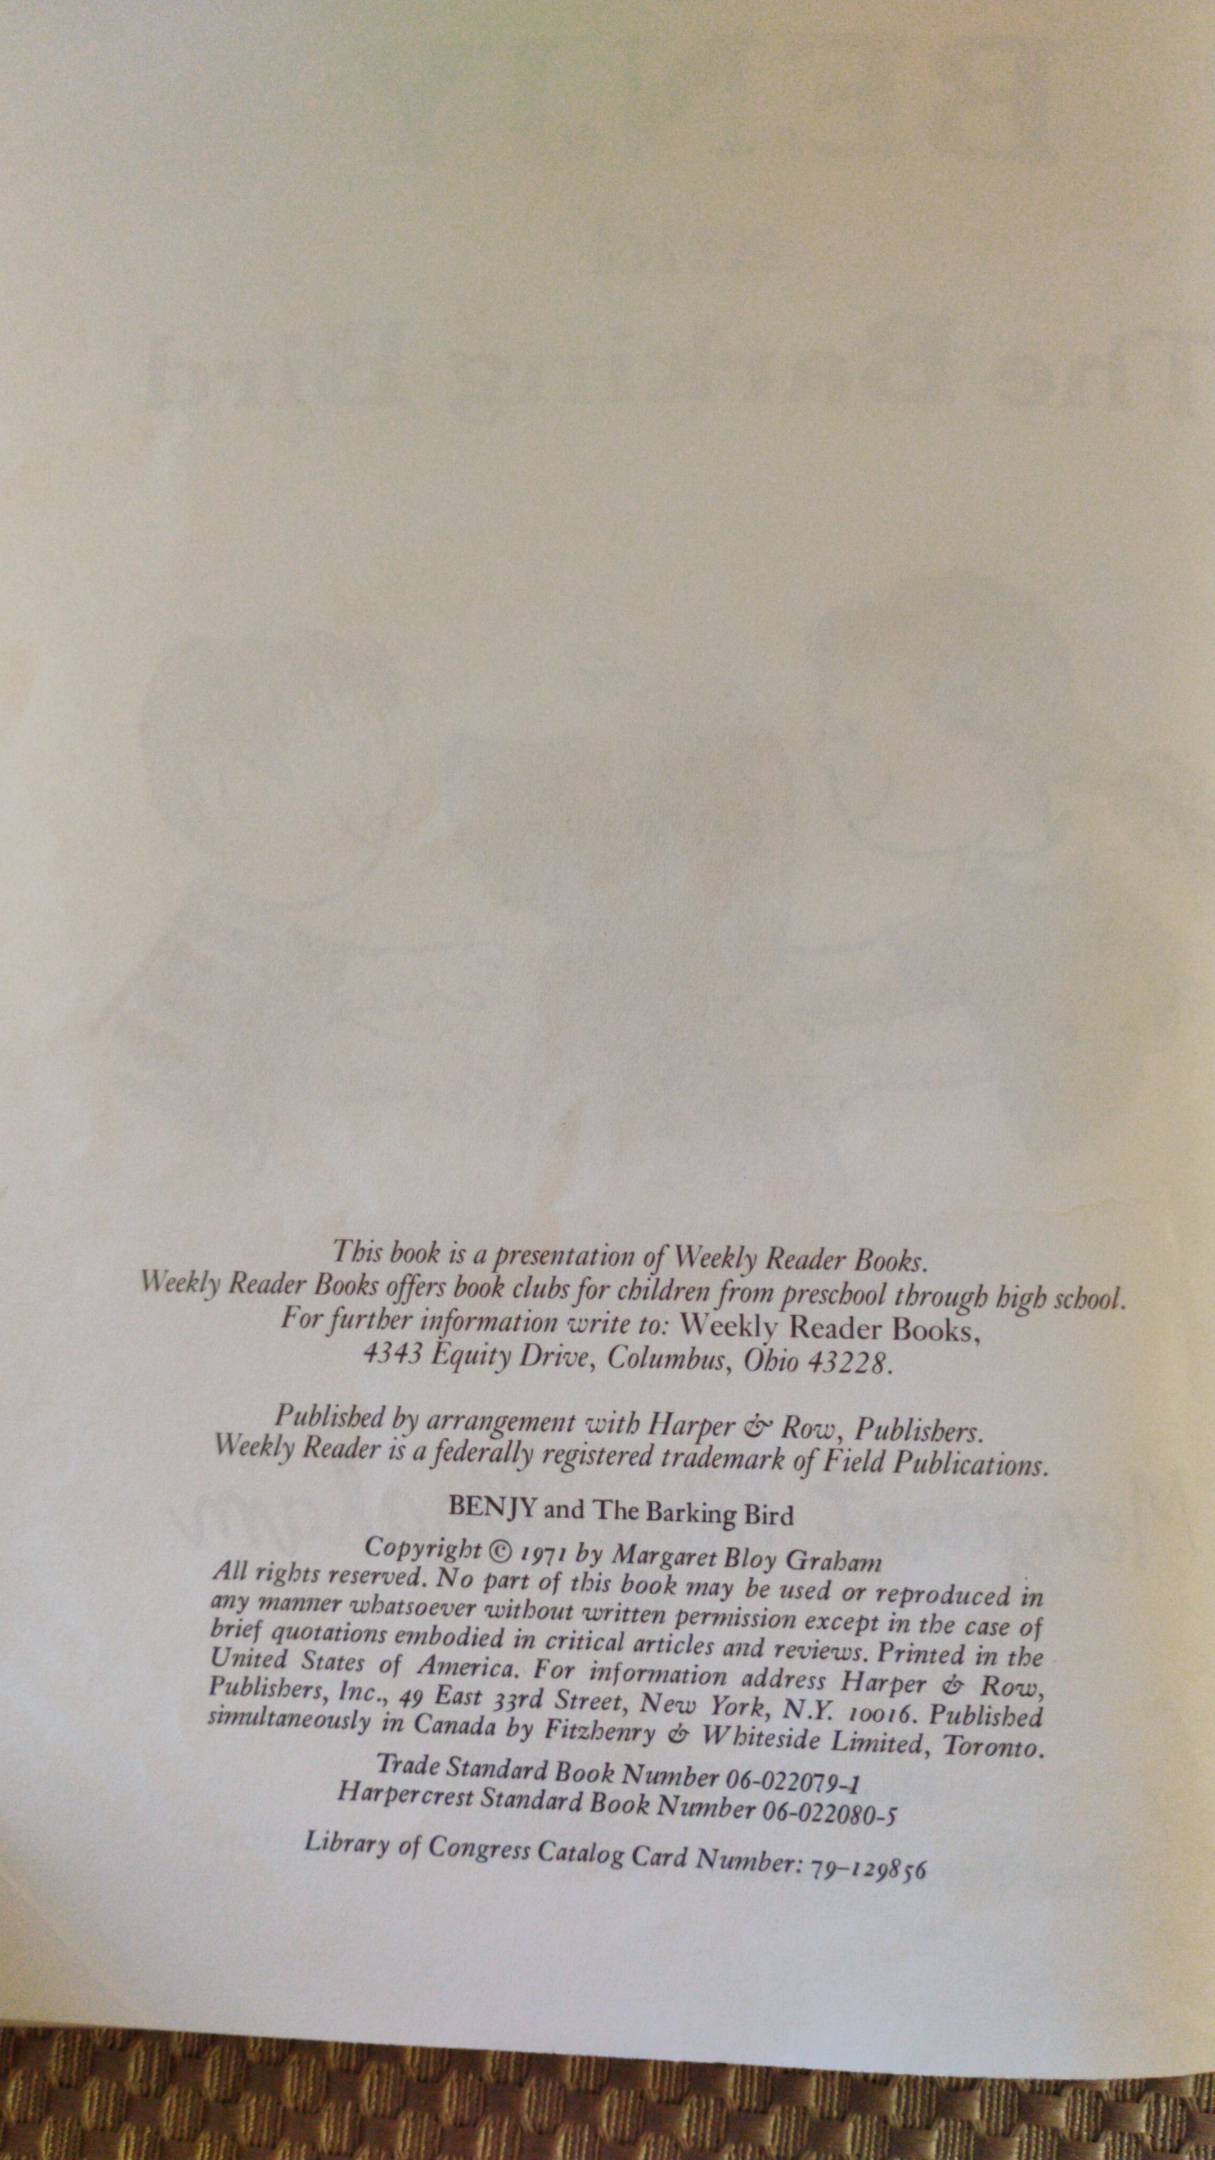 This book is a presentation of Weekly Reader Books.
Weekly Reader Books offers book clubs for children from preschool through high school.
For further information write to: Weekly Reader Books,
4343 Equity Drive, Columbus, Ohio 43228.
Published by arrangement with Harper & Row, Publishers.
Weekly Reader is a federally registered trademark of Field Publications.
BENJY and The Barking Bird
Copyright © 1971 by Margaret Bloy Graham
All rights reserved. No part of this book may be used or reproduced in
any manner whatsoever without written permission except in the case of
brief quotations embodied in critical articles and reviews. Printed in the
United States of America. For information address Harper & Row,
Publishers, Inc., 49 East 33rd Street, New York, N.Y. 10016. Published
simultaneously in Canada by Fitzhenry & Whiteside Limited, Toronto.
Trade Standard Book Number 06-022079-1
Harpercrest Standard Book Number 06-022080-5
Library of Congress Catalog Card Number: 79–129856